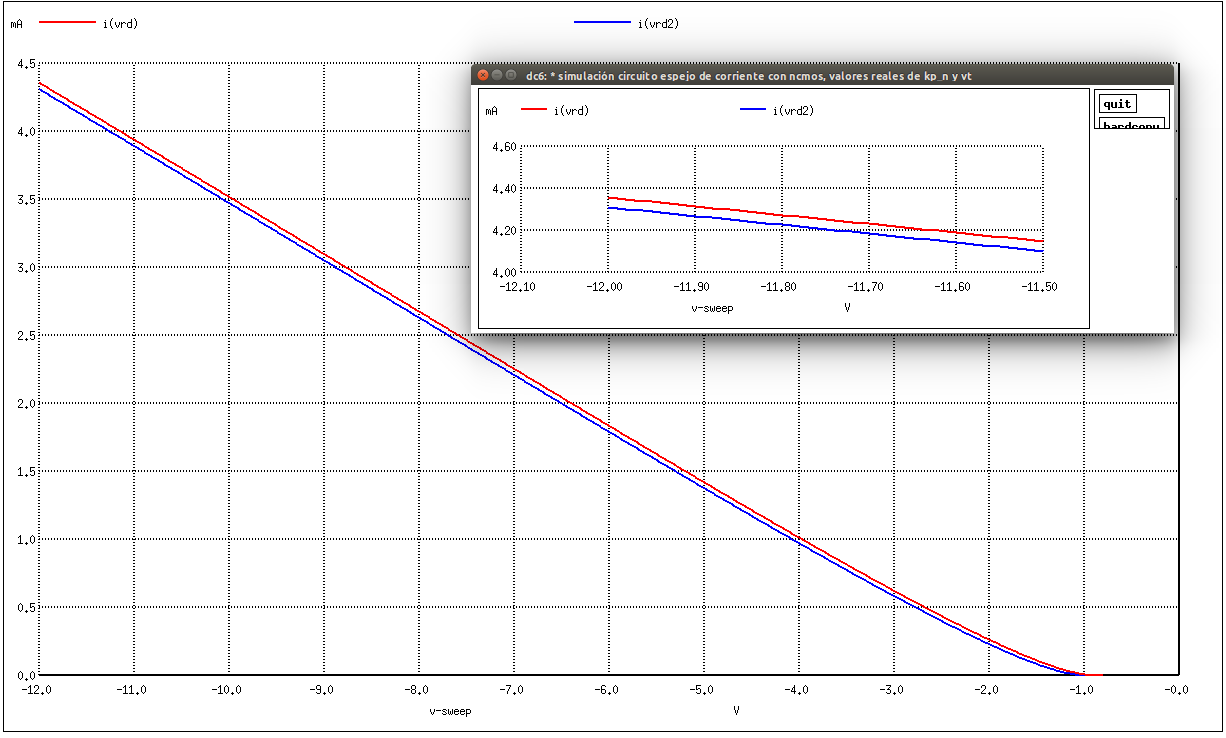 mA i(vrd) i(vrd2)
4.5
4.0
3.5
3.0
2.5
2.0
1.5
1.0
0.5
0.0
-12.0 -11.0 -10.0 -9.0 -8.0 -7.0 -6.0 -5.0 -4.0 -3.0 -2.0 -1.0 -0.0
v-sweep V
dc6: * simulación circuito espejo de corriente con ncmos, valores reales de kp_n y vt
quit
hardcopy
mA i(vrd) i(vrd2)
4.60
4.40
4.20
4.00
-12.10 -12.00 -11.90 -11.80 -11.70 -11.60 -11.50
v-sweep V